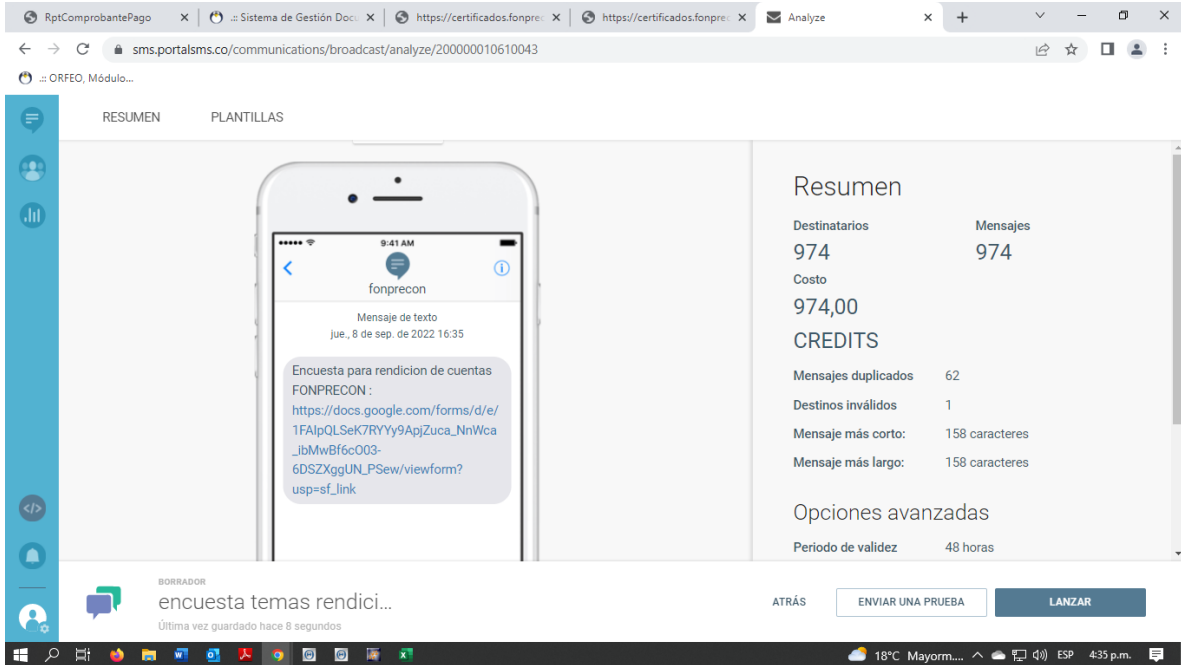 RptComprobantePago
.:: Sistema de Gestión Docu
https://certificados.fonprec
https://certificados.fonprec
Analyze
sms.portalsms.co/communications/broadcast/analyze/200000010610043
.:: ORFEO, Módulo...
RESUMEN PLANTILLAS
9:41 AM
fonprecon
Mensaje de texto
jue., 8 de sep. de 2022 16:35
Encuesta para rendicion de cuentas
FONPRECON :
https://docs.google.com/forms/d/e/
1FAIpQLSeK7RYYy9ApjZuca_NnWca
_ibMwBf6cO03-
6DSZXggUN_PSew/viewform?
usp=sf_link
Resumen
Destinatarios Mensajes
974 974
Costo
974,00
CREDITS
Mensajes duplicados 62
Destinos inválidos 1
Mensaje más corto: 158 caracteres
Mensaje más largo: 158 caracteres
Opciones avanzadas
Periodo de validez 48 horas
BORRADOR
encuesta temas rendici...
Última vez guardado hace 8 segundos
ATRÁS ENVIAR UNA PRUEBA LANZAR
18°C Mayorm.... ESP 4:35 p.m.